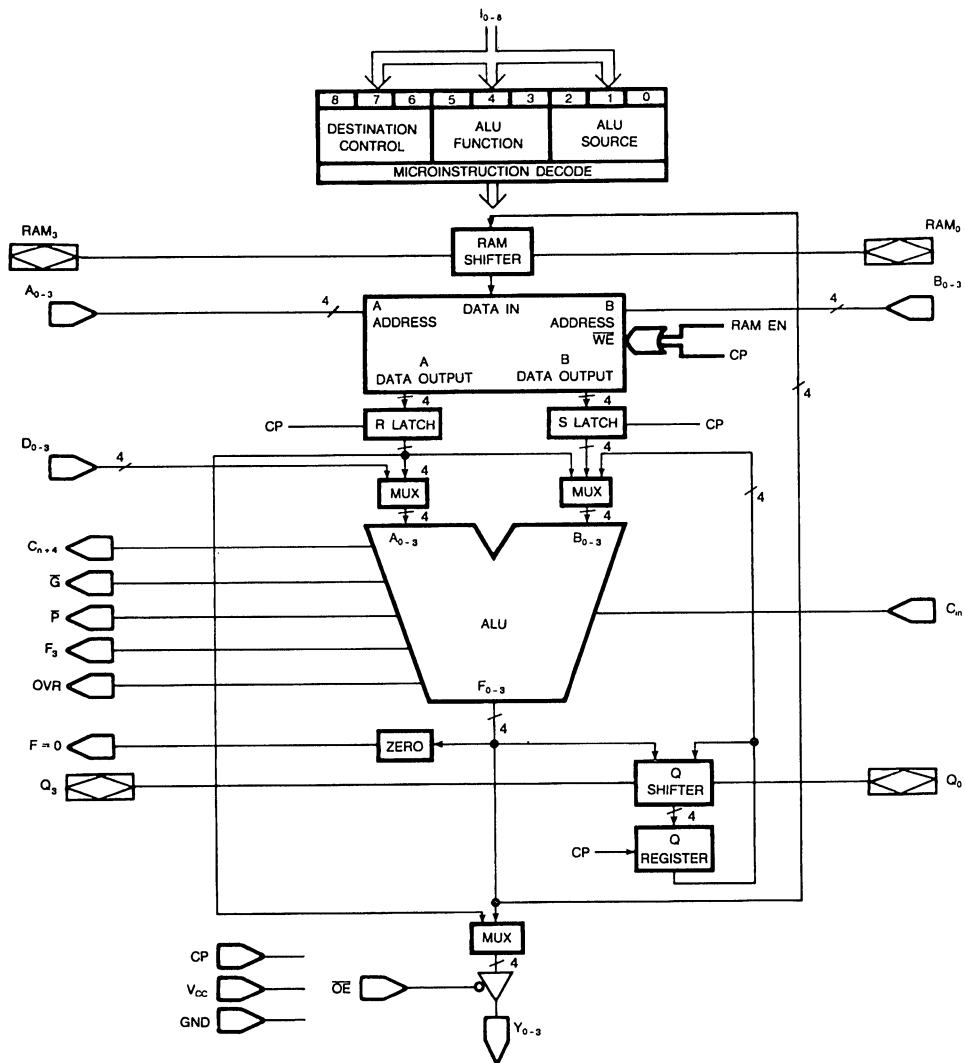 I₀₋₈
8 7 6 5 4 3 2 1 0
DESTINATION CONTROL
ALU FUNCTION
ALU SOURCE
MICROINSTRUCTION DECODE
RAM₃
RAM SHIFTER
RAM₀
A₀₋₃
4
A ADDRESS
DATA IN
B ADDRESS
4
B₀₋₃
W̅E̅
RAM EN
CP
A DATA OUTPUT
B DATA OUTPUT
4
4
4
CP
R LATCH
S LATCH
CP
D₀₋₃
4
4
4
MUX
MUX
4
4
4
A₀₋₃
B₀₋₃
Cₙ₊₄
G̅
P̅
ALU
Cᵢₙ
F₃
OVR
F₀₋₃
4
F = 0
ZERO
Q₃
Q SHIFTER
Q₀
4
CP
Q REGISTER
MUX
4
CP
V_CC
GND
O̅E̅
Y₀₋₃